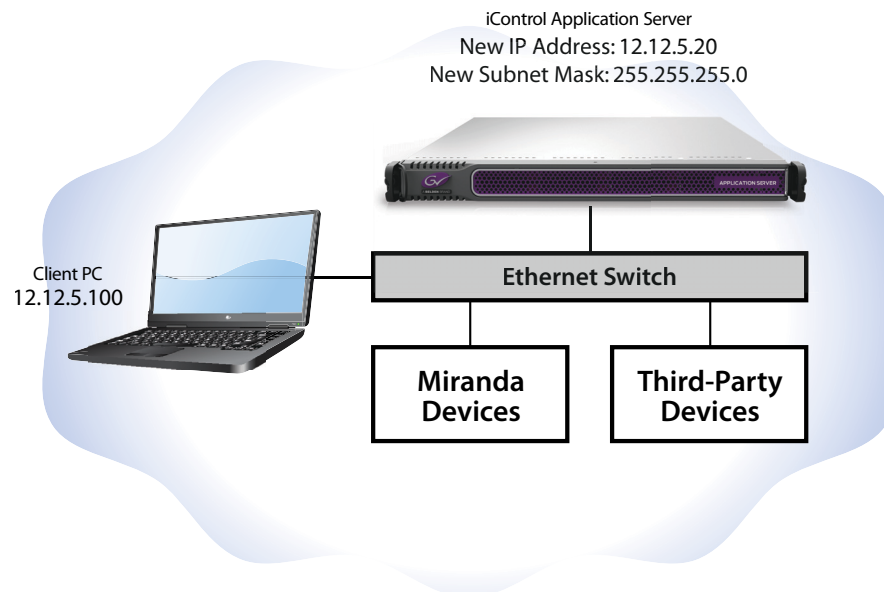 iControl Application Server
New IP Address: 12.12.5.20
New Subnet Mask: 255.255.255.0
APPLICATION SERVER
Ethernet Switch
Client PC
12.12.5.100
Miranda
Devices
Third-Party
Devices